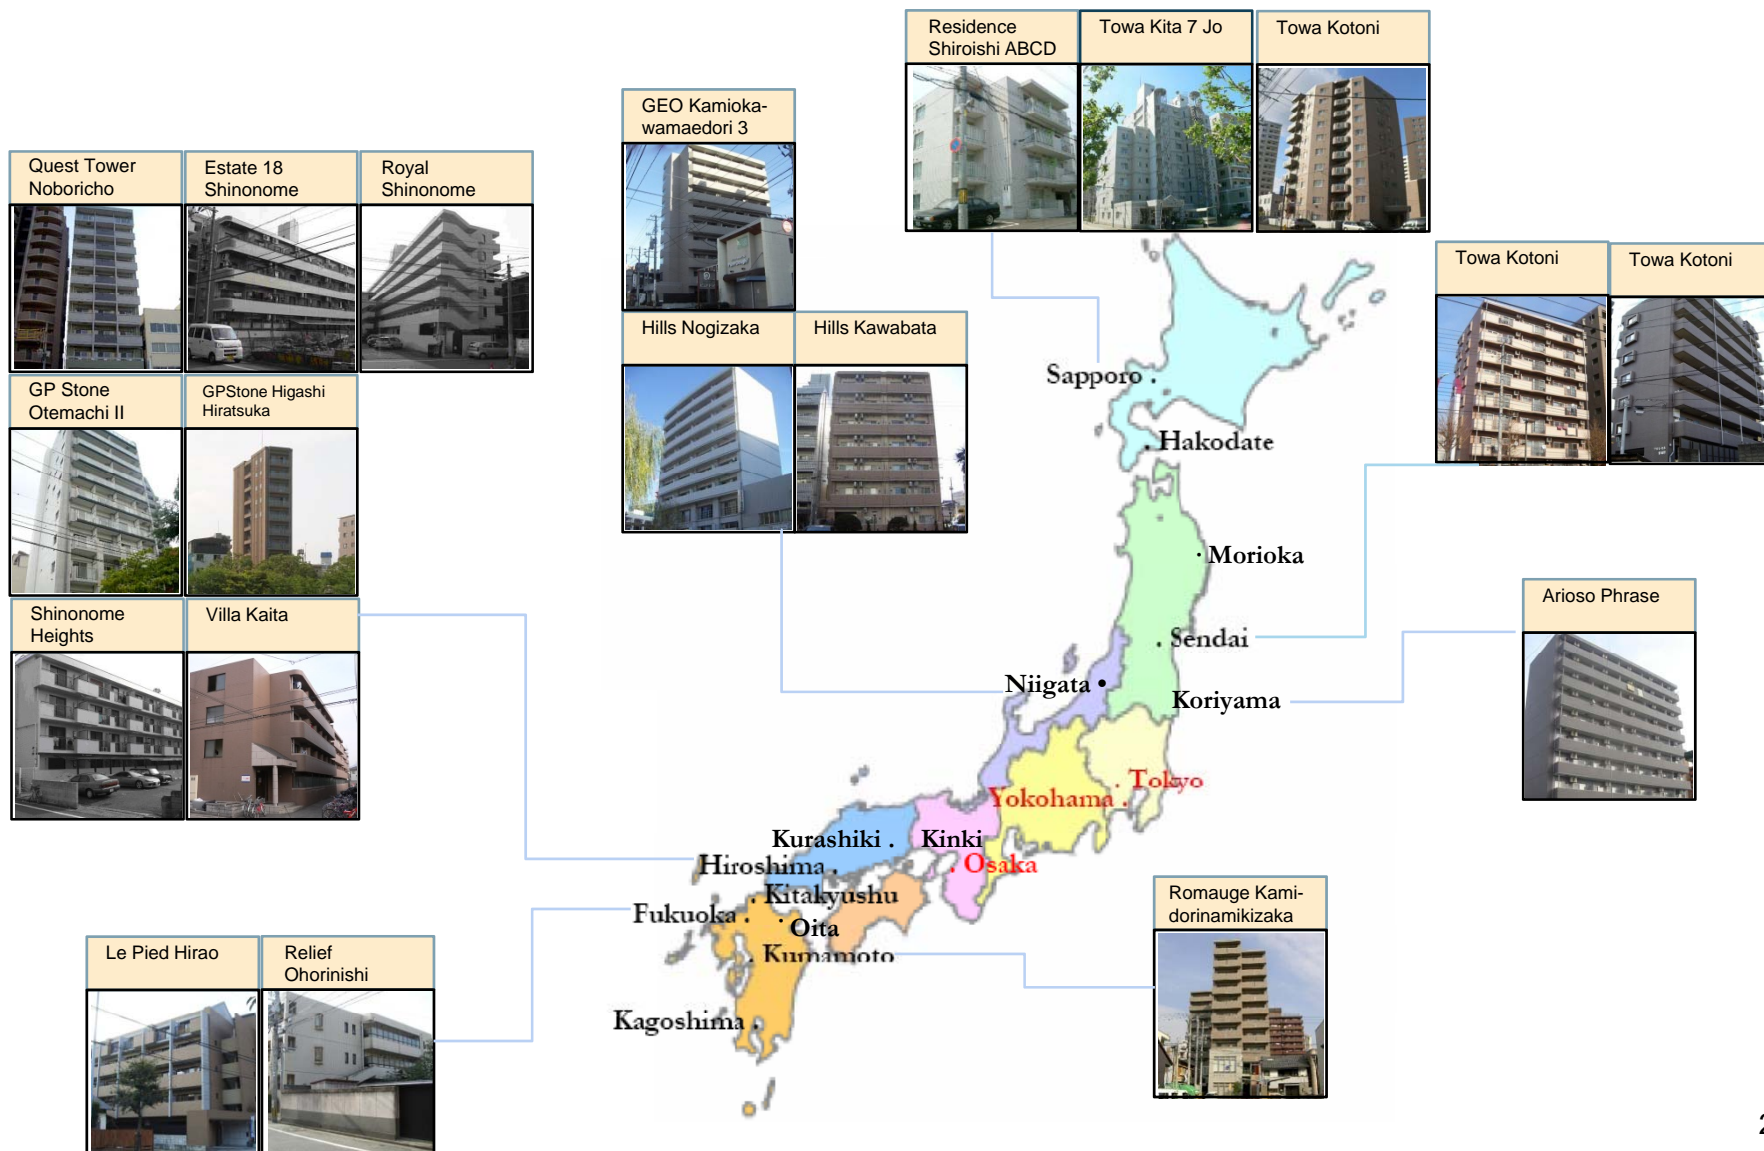 Residence
Shiroishi ABCD
Towa Kita 7 Jo
Towa Kotoni
GEO Kamioka-
wamaedori 3
Quest Tower
Noboricho
Estate 18
Shinonome
Royal
Shinonome
Towa Kotoni
Towa Kotoni
Hills Nogizaka
Hills Kawabata
Sapporo
GP Stone
Otemachi II
GPStone Higashi
Hiratsuka
Hakodate
Morioka
Arioso Phrase
Shinonome
Heights
Villa Kaita
Sendai
Niigata
Koriyama
Tokyo
Yokohama
Kurashiki
Kinki
Hiroshima
Osaka
Kitakyushu
Romauge Kami-
dorinamikizaka
Fukuoka
Oita
Le Pied Hirao
Relief
Ohorinishi
Kumamoto
Kagoshima
2